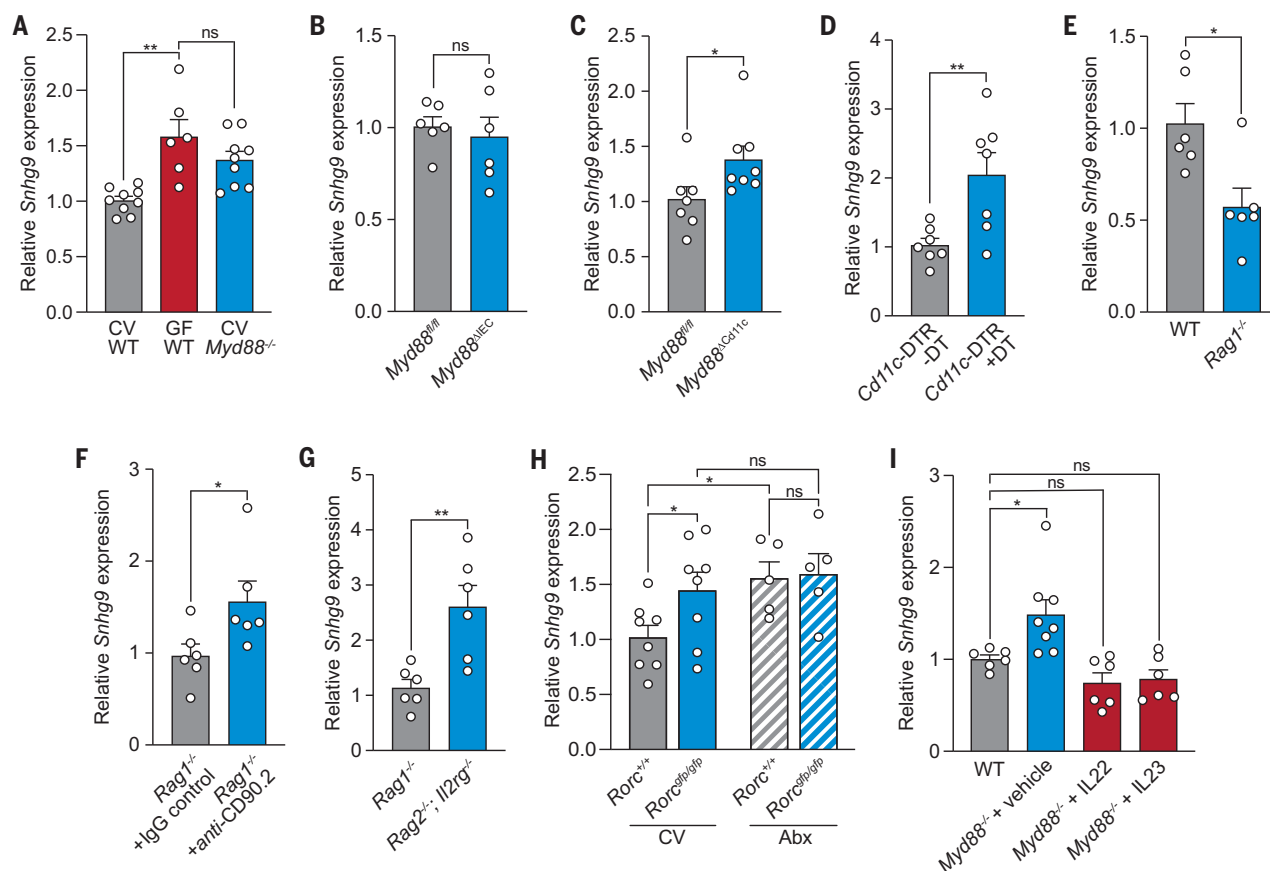 A
Relative Snhg9 expression
2.5
2.0
1.5
1.0
0.5
0.0
**
ns
CV
WT
GF
WT
CV
Myd88-/-
B
Relative Snhg9 expression
1.5
1.0
0.5
0.0
ns
Myd88fl/fl
Myd88ΔIEC
C
Relative Snhg9 expression
2.5
2.0
1.5
1.0
0.5
0.0
*
Myd88fl/fl
Myd88ΔCd11c
D
Relative Snhg9 expression
4
3
2
1
0
**
Cd11c-DTR
-DT
Cd11c-DTR
+DT
E
Relative Snhg9 expression
1.5
1.0
0.5
0.0
*
WT
Rag1-/-
F
Relative Snhg9 expression
3
2
1
0
*
Rag1-/-
+IgG control
Rag1-/-
+anti-CD90.2
G
Relative Snhg9 expression
5
4
3
2
1
0
**
Rag1-/-
Rag2-/-; Il2rg-/-
H
Relative Snhg9 expression
2.5
2.0
1.5
1.0
0.5
0.0
ns
*
ns
*
Rorc+/+
Rorcgfp/gfp
Rorc+/+
Rorcgfp/gfp
CV
Abx
I
Relative Snhg9 expression
3
2
1
0
ns
ns
*
WT
Myd88-/- + vehicle
Myd88-/- + IL22
Myd88-/- + IL23